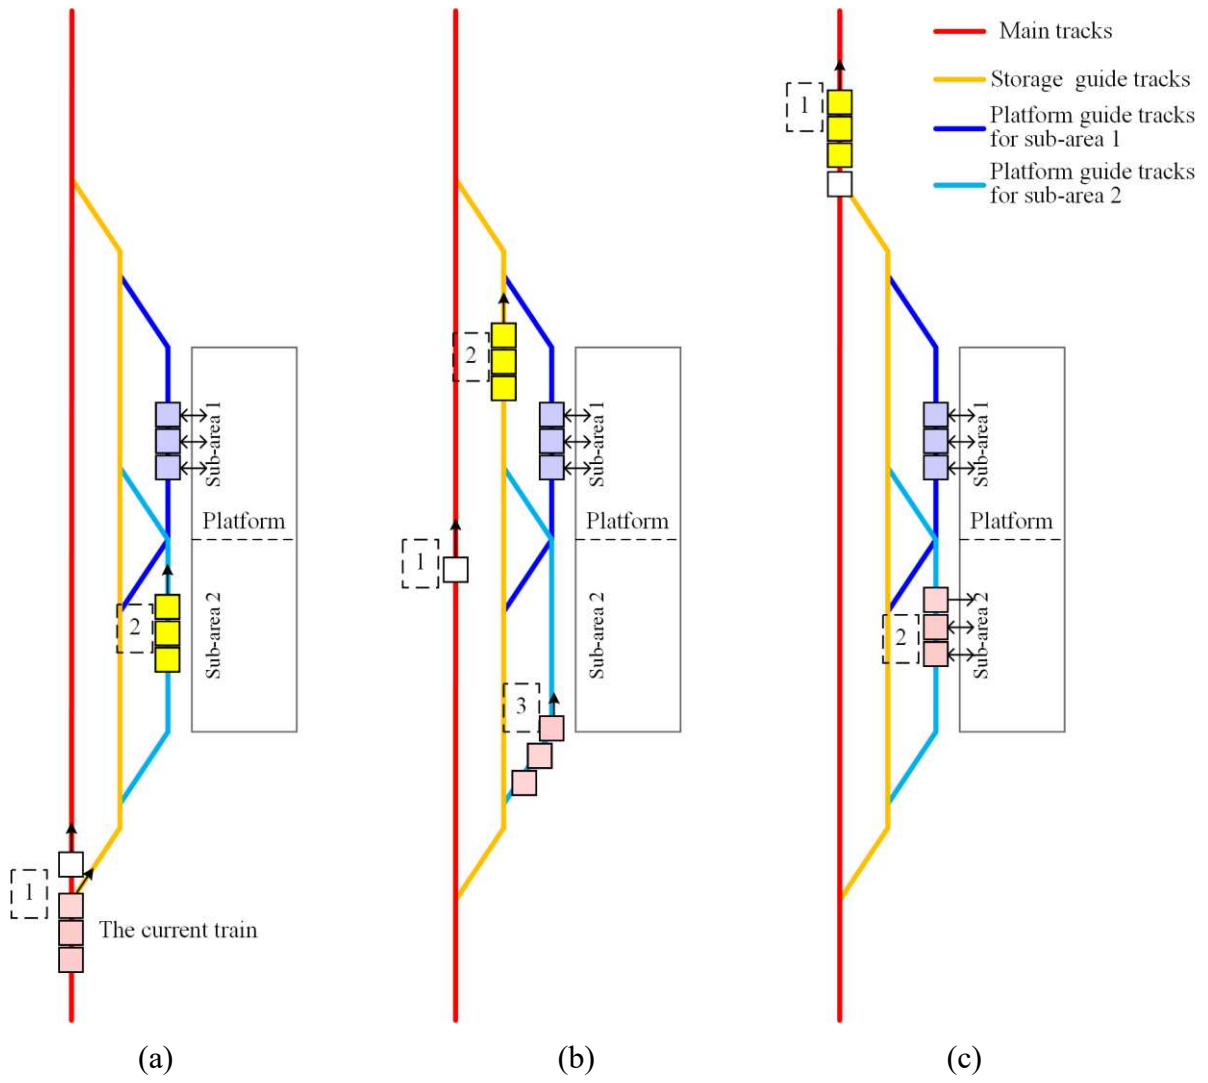 Main tracks
Storage guide tracks
Platform guide tracks
for sub-area 1
Platform guide tracks
for sub-area 2
1
2
Sub-area 1
Platform
Sub-area 2
The current train
(a)
2
1
3
Sub-area 1
Platform
Sub-area 2
(b)
1
2
Sub-area 1
Platform
Sub-area 2
(c)